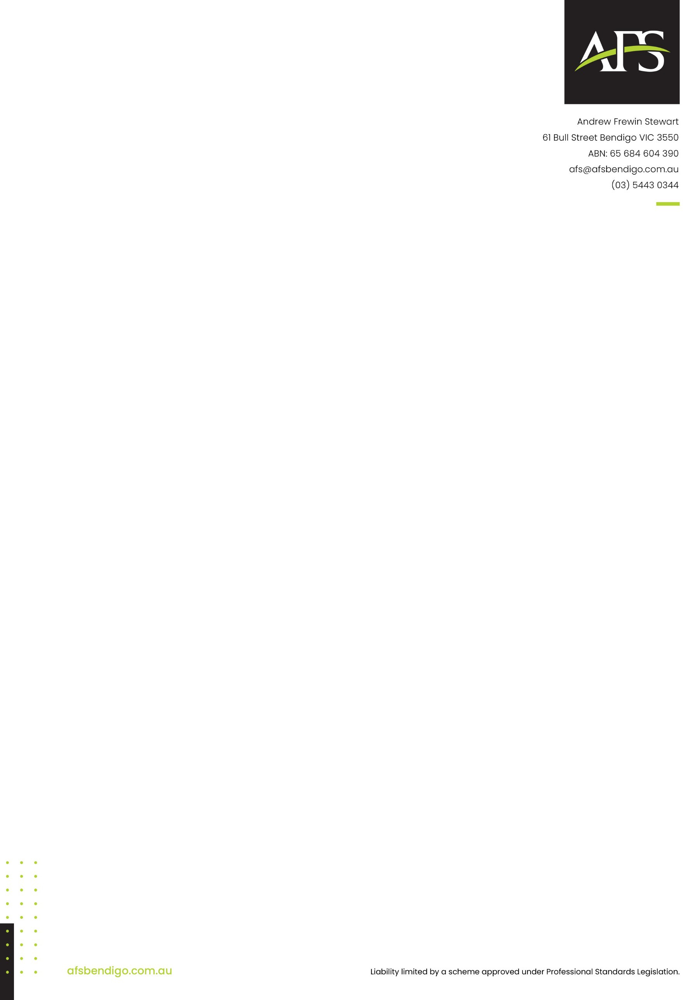 AFS
Andrew Frewin Stewart
61 Bull Street Bendigo VIC 3550
ABN: 65 684 604 390
afs@afsbendigo.com.au
(03) 5443 0344
afsbendigo.com.au
Liability limited by a scheme approved under Professional Standards Legislation.